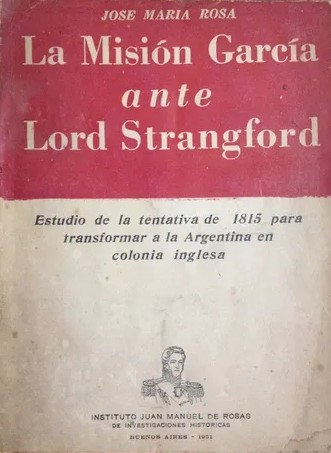 JOSE MARIA ROSA
La Misión García
ante
Lord Strangford
Estudio de la tentativa de 1815 para
transformar a la Argentina en
colonia inglesa
INSTITUTO JUAN MANUEL DE ROSAS
DE INVESTIGACIONES HISTORICAS
BUENOS AIRES - 1951